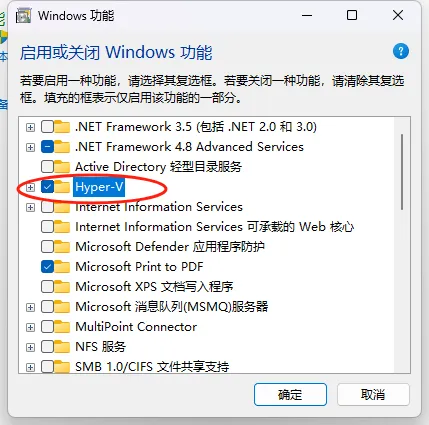 Windows 功能
启用或关闭 Windows 功能
若要启用一种功能，请选择其复选框。若要关闭一种功能，请清除其复选
框。填充的框表示仅启用该功能的一部分。
.NET Framework 3.5 (包括 .NET 2.0 和 3.0)
.NET Framework 4.8 Advanced Services
Active Directory 轻型目录服务
Hyper-V
Internet Information Services
Internet Information Services 可承载的 Web 核心
Microsoft Defender 应用程序防护
Microsoft Print to PDF
Microsoft XPS 文档写入程序
Microsoft 消息队列(MSMQ)服务器
MultiPoint Connector
NFS 服务
SMB 1.0/CIFS 文件共享支持
确定
取消